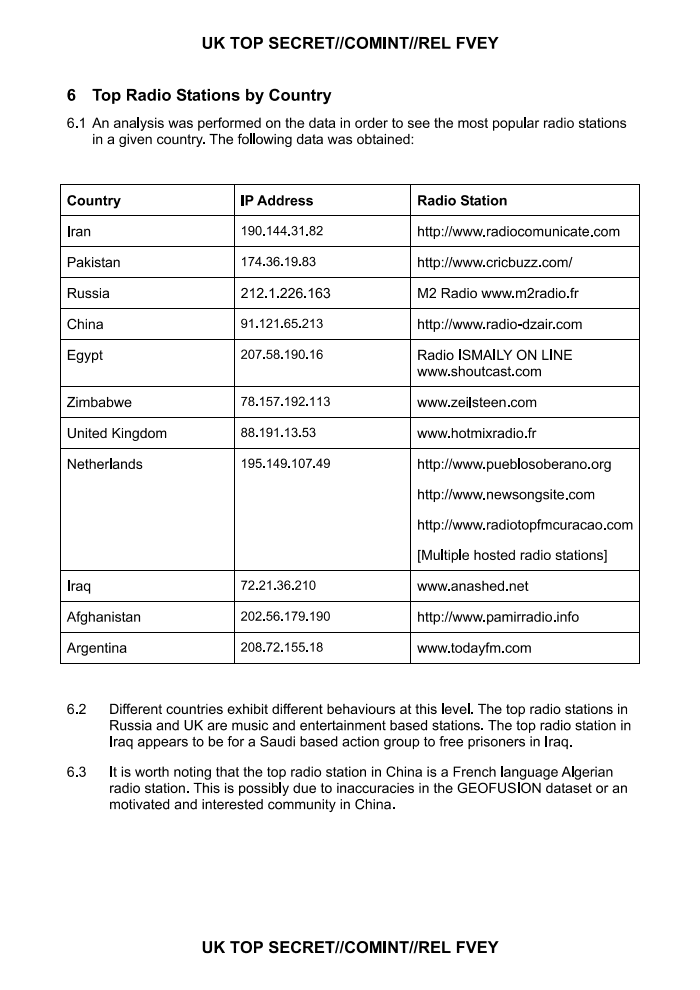 UK TOP SECRET//COMINT//REL FVEY
6 Top Radio Stations by Country
6.1 An analysis was performed on the data in order to see the most popular radio stations
in a given country. The following data was obtained:
Country IP Address Radio Station
Iran 190.144.31.82 http://www.radiocomunicate.com
Pakistan 174.36.19.83 http://www.cricbuzz.com/
Russia 212.1.226.163 M2 Radio www.m2radio.fr
China 91.121.65.213 http://www.radio-dzair.com
Egypt 207.58.190.16 Radio ISMAILY ON LINE
www.shoutcast.com
Zimbabwe 78.157.192.113 www.zeilsteen.com
United Kingdom 88.191.13.53 www.hotmixradio.fr
Netherlands 195.149.107.49 http://www.pueblosoberano.org
http://www.newsongsite.com
http://www.radiotopfmcuracao.com
[Multiple hosted radio stations]
Iraq 72.21.36.210 www.anashed.net
Afghanistan 202.56.179.190 http://www.pamirradio.info
Argentina 208.72.155.18 www.todayfm.com
6.2 Different countries exhibit different behaviours at this level. The top radio stations in
Russia and UK are music and entertainment based stations. The top radio station in
Iraq appears to be for a Saudi based action group to free prisoners in Iraq.
6.3 It is worth noting that the top radio station in China is a French language Algerian
radio station. This is possibly due to inaccuracies in the GEOFUSION dataset or an
motivated and interested community in China.
UK TOP SECRET//COMINT//REL FVEY